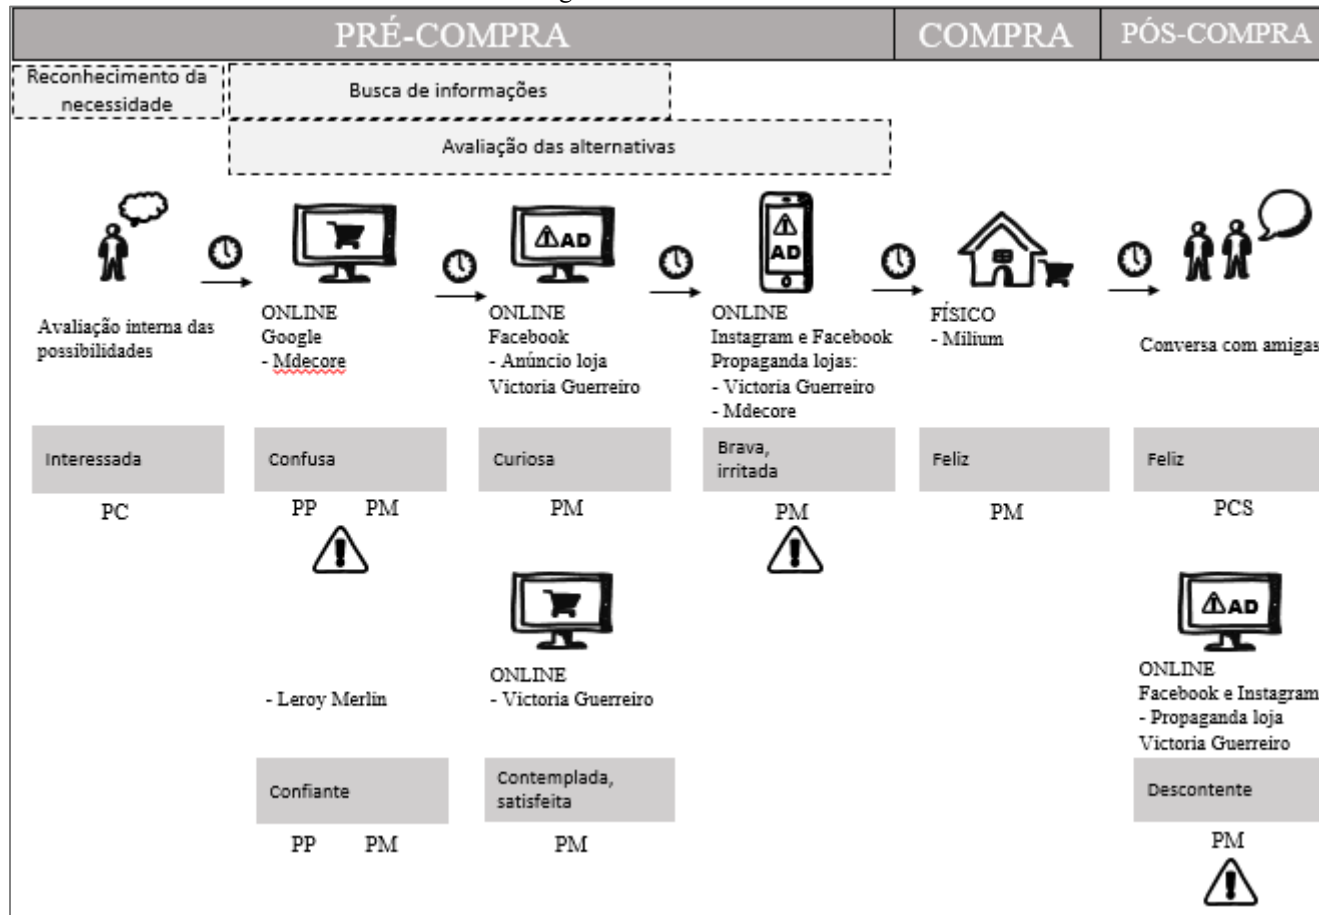 PRÉ-COMPRA
COMPRA
PÓS-COMPRA
Reconhecimento da
necessidade
Busca de informações
Avaliação das alternativas
Avaliação interna das
possibilidades
Interessada
PC
ONLINE
Google
- Mdecore
Confusa
PP PM
- Leroy Merlin
Confiante
PP PM
AD
ONLINE
Facebook
- Anúncio loja
Victoria Guerreiro
Curiosa
PM
ONLINE
- Victoria Guerreiro
Contemplada,
satisfeita
PM
AD
ONLINE
Instagram e Facebook
Propaganda lojas:
- Victoria Guerreiro
- Mdecore
Brava,
irritada
PM
FÍSICO
- Milium
Feliz
PM
Conversa com amigas
Feliz
PCS
AD
ONLINE
Facebook e Instagram
- Propaganda loja
Victoria Guerreiro
Descontente
PM